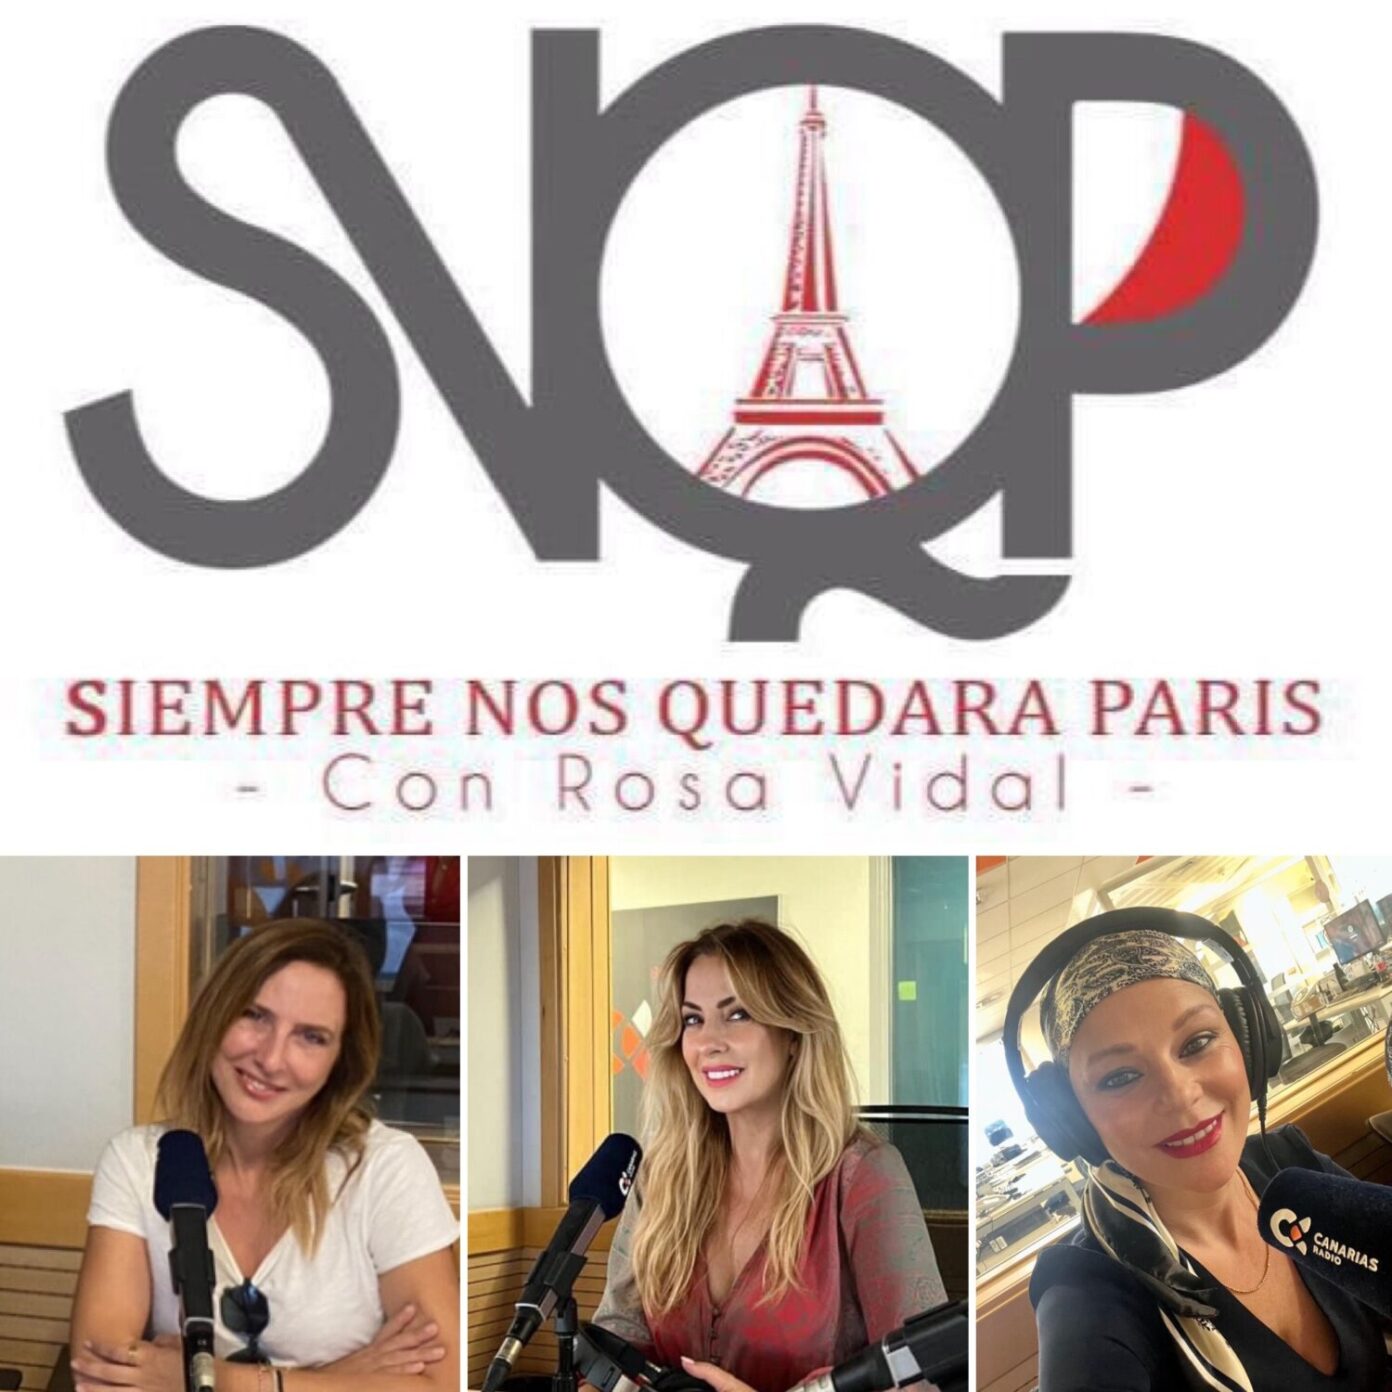 SNQP
SIEMPRE NOS QUEDARA PARIS
- Con Rosa Vidal -
CANARIAS
RADIO